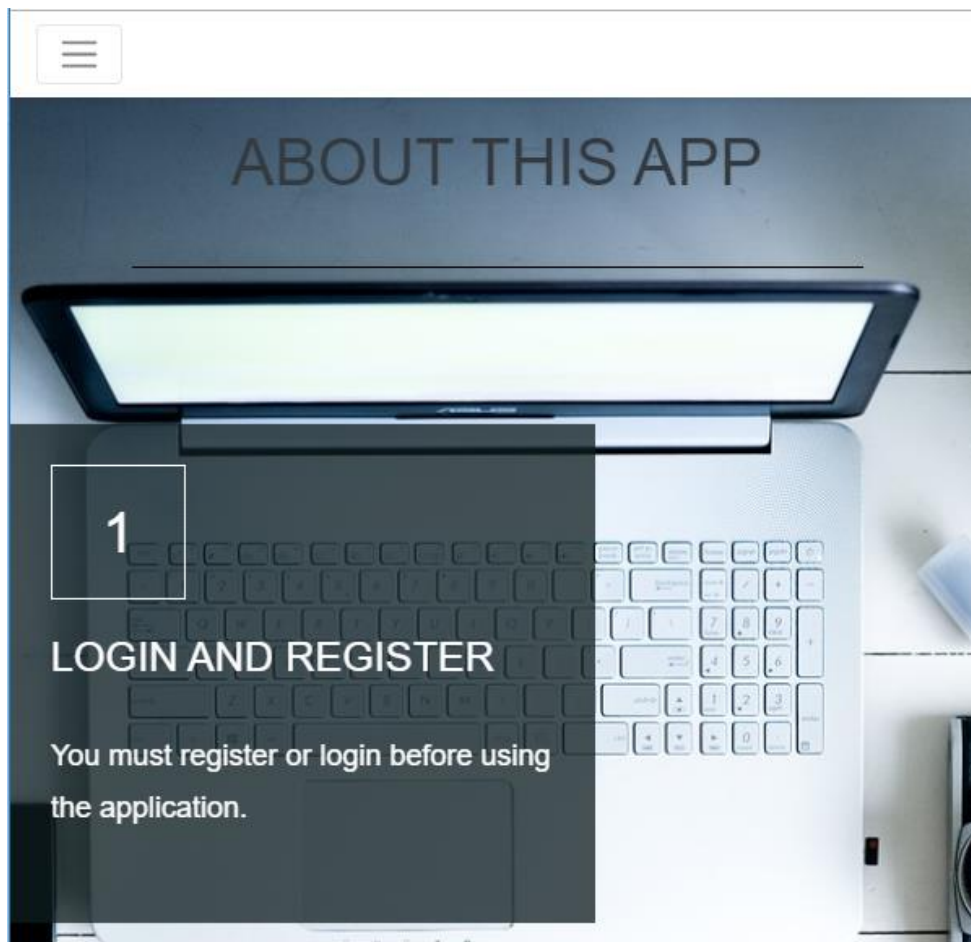 ABOUT THIS APP
1
LOGIN AND REGISTER
You must register or login before using
the application.